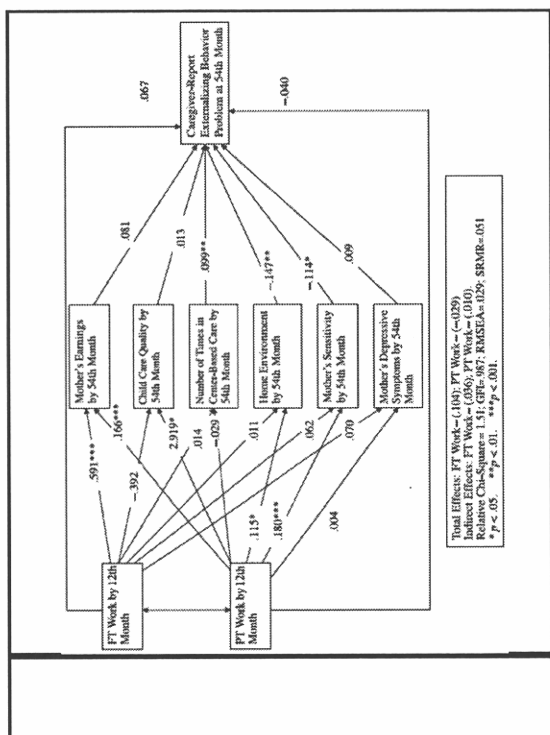 FT Work by 12th
Month
PT Work by 12th
Month
.591***
.166***
-.392
2.919*
.014
-.029
.011
.115*
.062
.180***
.070
.004
Mother's Earnings
by 54th Month
Child Care Quality by
54th Month
Number of Times in
Center-Based Care by
54th Month
Home Environment
by 54th Month
Mother's Sensitivity
by 54th Month
Mother's Depressive
Symptoms by 54th
Month
.081
.013
.099**
-.147**
-.114*
.009
.067
Caregiver-Report
Externalizing Behavior
Problem at 54th Month
-.040
Total Effects: FT Work=(.104); PT Work=(-.029)
Indirect Effects: FT Work=(.036); PT Work=(.010).
Relative Chi-Square= 1.51; GFI=.987; RMSEA=.029; SRMR=.051
* p < .05. **p < .01. ***p < .001.